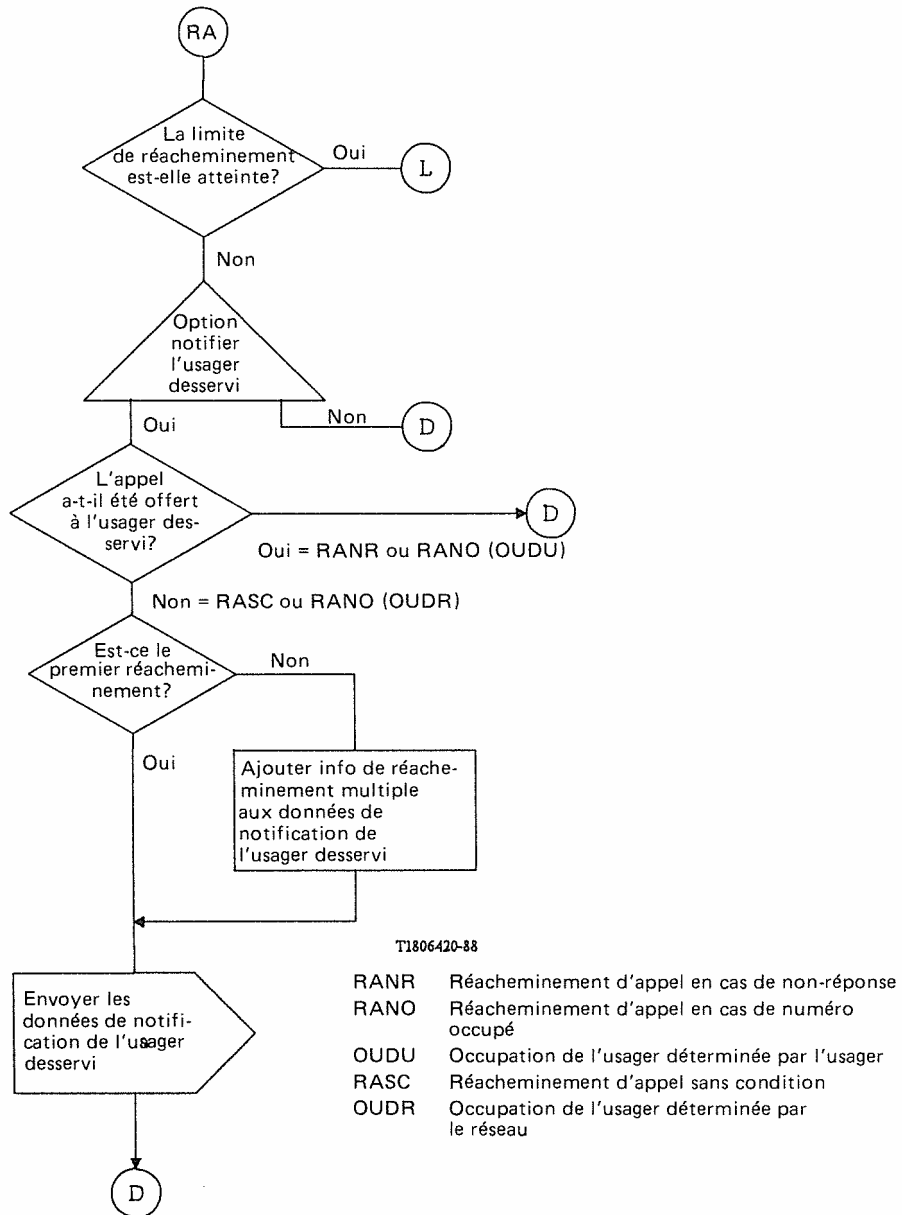 RA
La limite
de réacheminement
est-elle atteinte?
Oui
L
Non
Option
notifier
l'usager
desservi
Non
D
Oui
L'appel
a-t-il été offert
à l'usager des-
servi?
D
Oui = RANR ou RANO (OUDU)
Non = RASC ou RANO (OUDR)
Est-ce le
premier réachemi-
nement?
Non
Oui
Ajouter info de réache-
minement multiple
aux données de
notification de
l'usager desservi
T1806420-88
Envoyer les
données de notifi-
cation de l'usager
desservi
D
RANR Réacheminement d'appel en cas de non-réponse
RANO Réacheminement d'appel en cas de numéro
occupé
OUDU Occupation de l'usager déterminée par l'usager
RASC Réacheminement d'appel sans condition
OUDR Occupation de l'usager déterminée par
le réseau